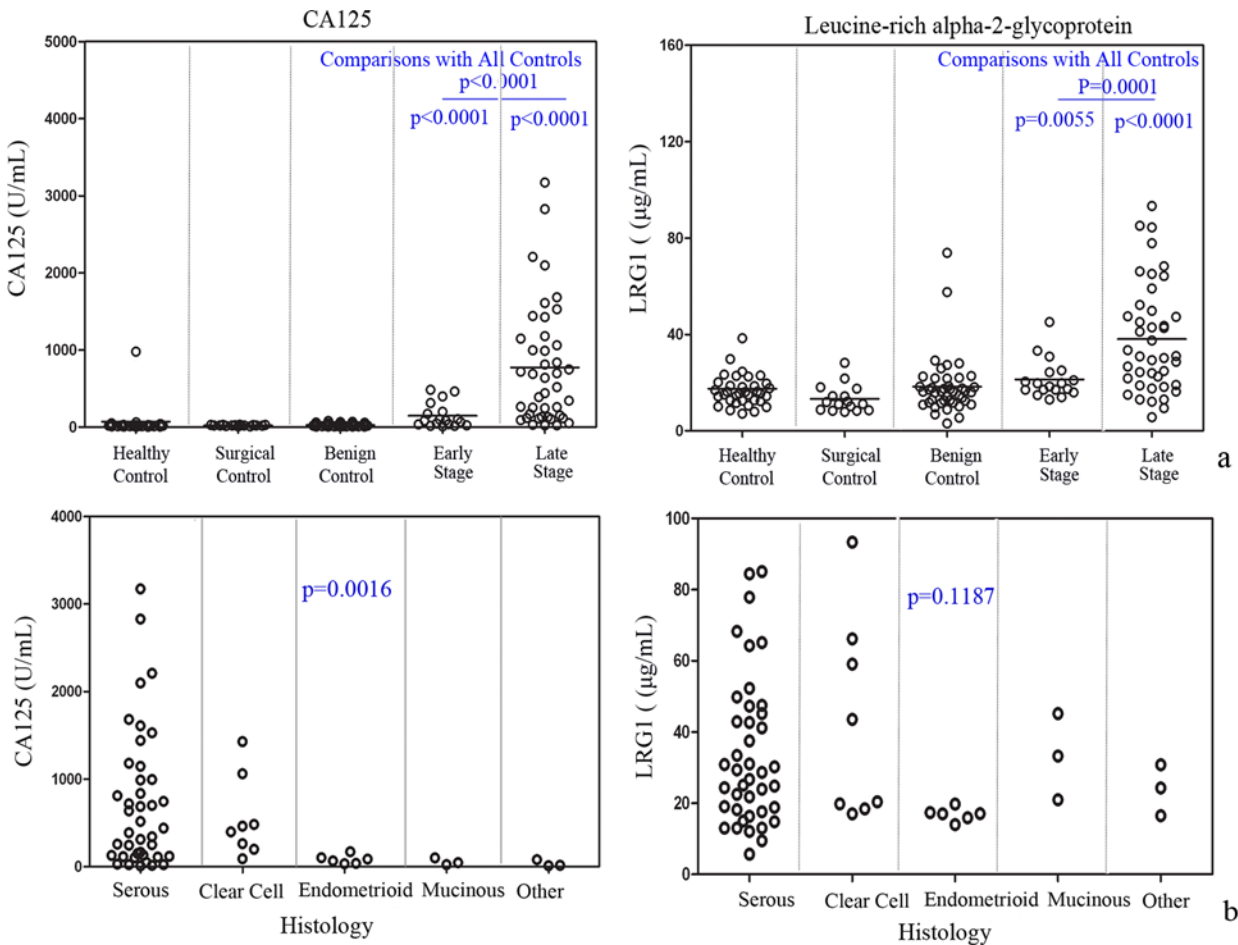 CA125
5000
4000
3000
2000
1000
0
CA125 (U/mL)
Comparisons with All Controls
p<0.0001
p<0.0001
p<0.0001
Healthy
Control
Surgical
Control
Benign
Control
Early
Stage
Late
Stage
Leucine-rich alpha-2-glycoprotein
160
120
80
40
0
LRG1 ( (µg/mL)
Comparisons with All Controls
P=0.0001
p=0.0055
p<0.0001
Healthy
Control
Surgical
Control
Benign
Control
Early
Stage
Late
Stage
a
4000
3000
2000
1000
0
CA125 (U/mL)
p=0.0016
Serous
Clear Cell
Endometrioid
Mucinous
Other
Histology
100
80
60
40
20
0
LRG1 ( (µg/mL)
p=0.1187
Serous
Clear Cell
Endometrioid
Mucinous
Other
Histology
b